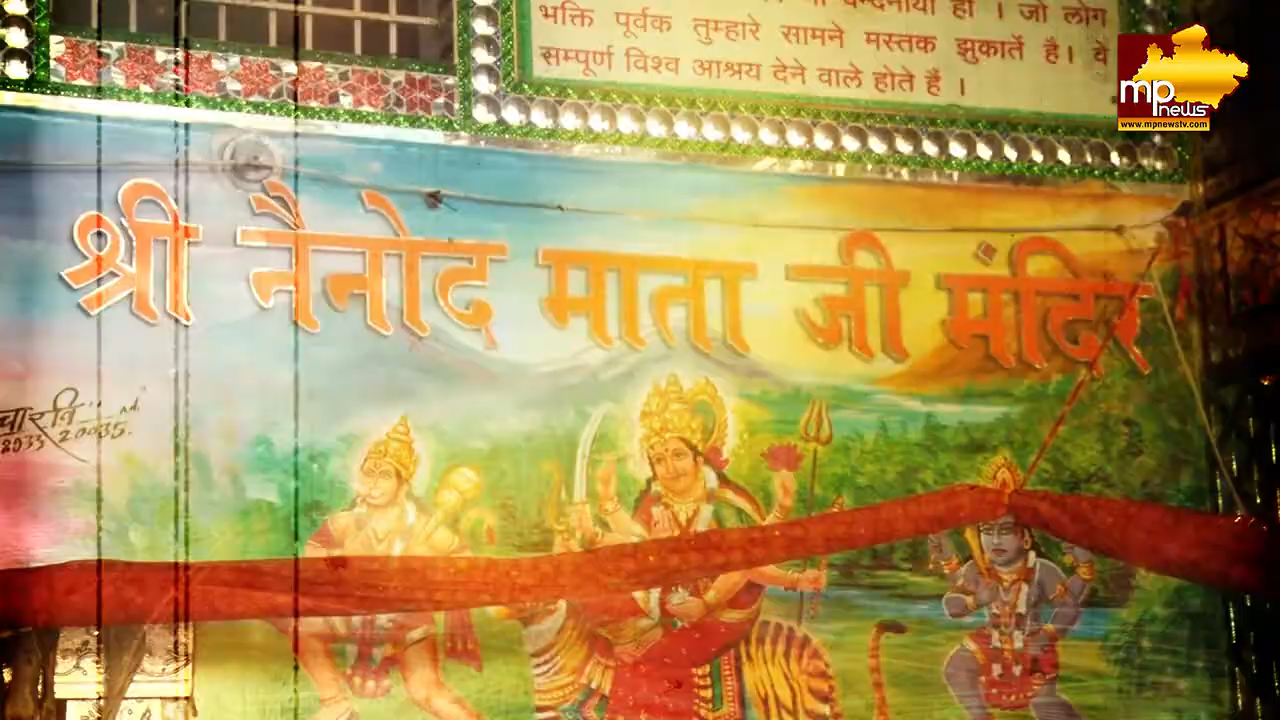 हो । जो लोग
भक्ति पूर्वक तुम्हारे सामने मस्तक झुकातें है। वे
सम्पूर्ण विश्व आश्रय देने वाले होते हैं ।
mp news
www.mpnewstv.com
श्री नैनोद माता जी मंदिर